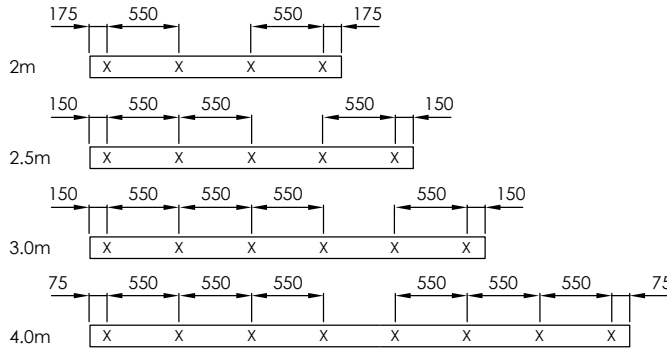 175 550 550 175
2m X X X X
150 550 550 550 150
2.5m X X X X X
150 550 550 550 550 150
3.0m X X X X X X
75 550 550 550 550 550 550 75
4.0m X X X X X X X X